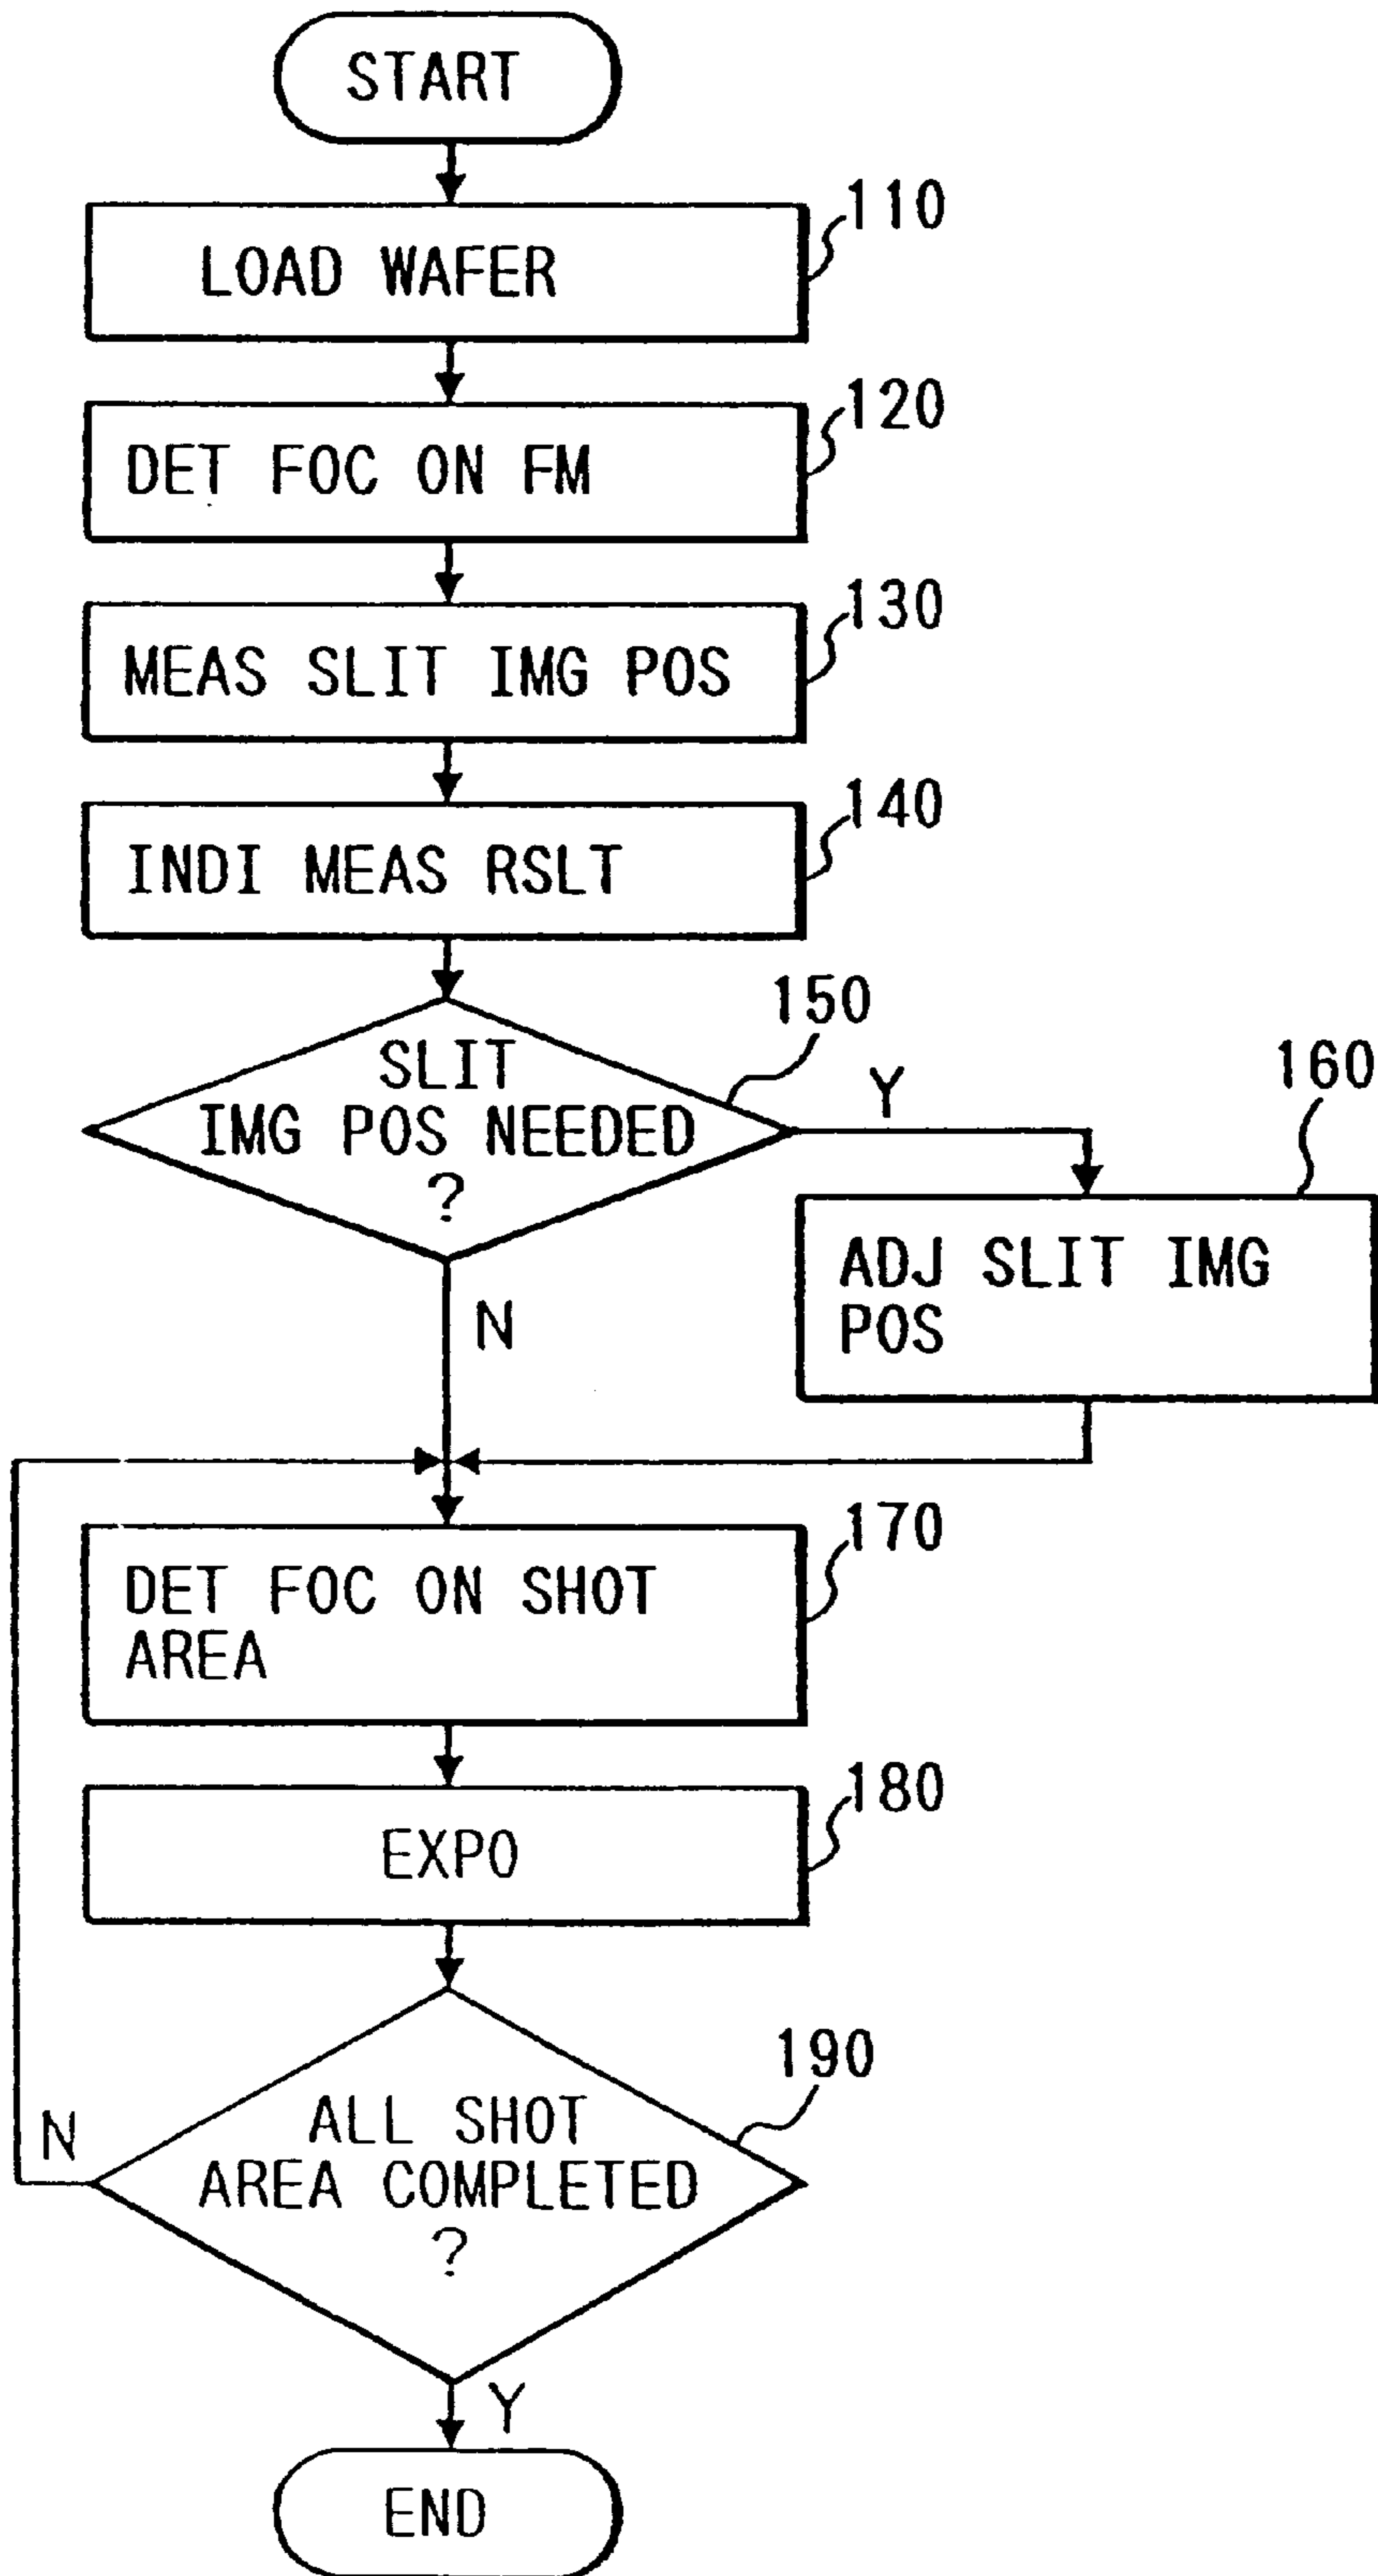 START
110
LOAD WAFER
120
DET FOC ON FM
130
MEAS SLIT IMG POS
140
INDI MEAS RSLT
150
SLIT
IMG POS NEEDED
?
Y
160
ADJ SLIT IMG
POS
N
170
DET FOC ON SHOT
AREA
180
EXPO
190
ALL SHOT
AREA COMPLETED
?
N
Y
END